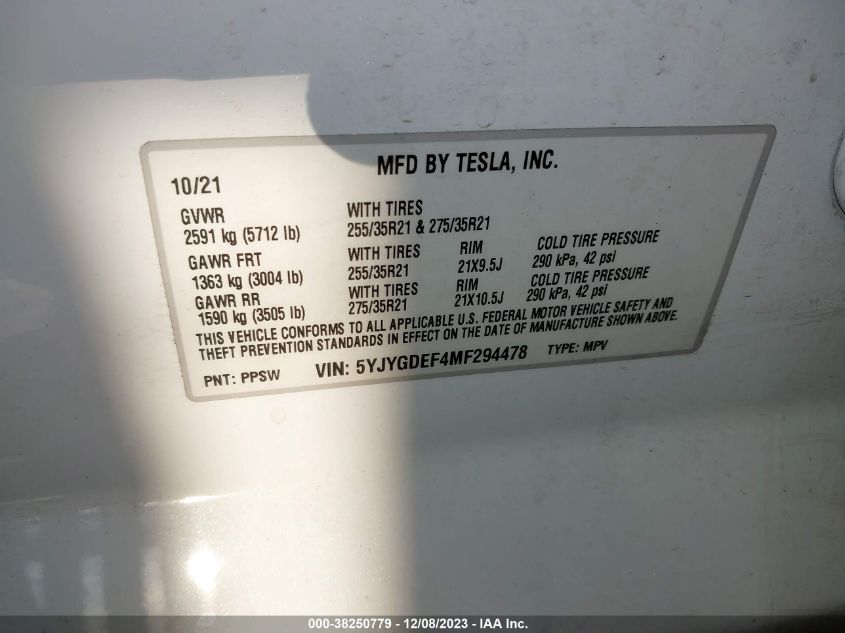 MFD BY TESLA, INC.
10/21
GVWR WITH TIRES
2591 kg (5712 lb) 255/35R21 & 275/35R21
GAWR FRT WITH TIRES RIM COLD TIRE PRESSURE
1363 kg (3004 lb) 255/35R21 21X9.5J 290 kPa, 42 psi
GAWR RR WITH TIRES RIM COLD TIRE PRESSURE
1590 kg (3505 lb) 275/35R21 21X10.5J 290 kPa, 42 psi
THIS VEHICLE CONFORMS TO ALL APPLICABLE U.S. FEDERAL MOTOR VEHICLE SAFETY AND
THEFT PREVENTION STANDARDS IN EFFECT ON THE DATE OF MANUFACTURE SHOWN ABOVE.
PNT: PPSW VIN: 5YJYGDEF4MF294478 TYPE: MPV
000-38250779 - 12/08/2023 - IAA Inc.